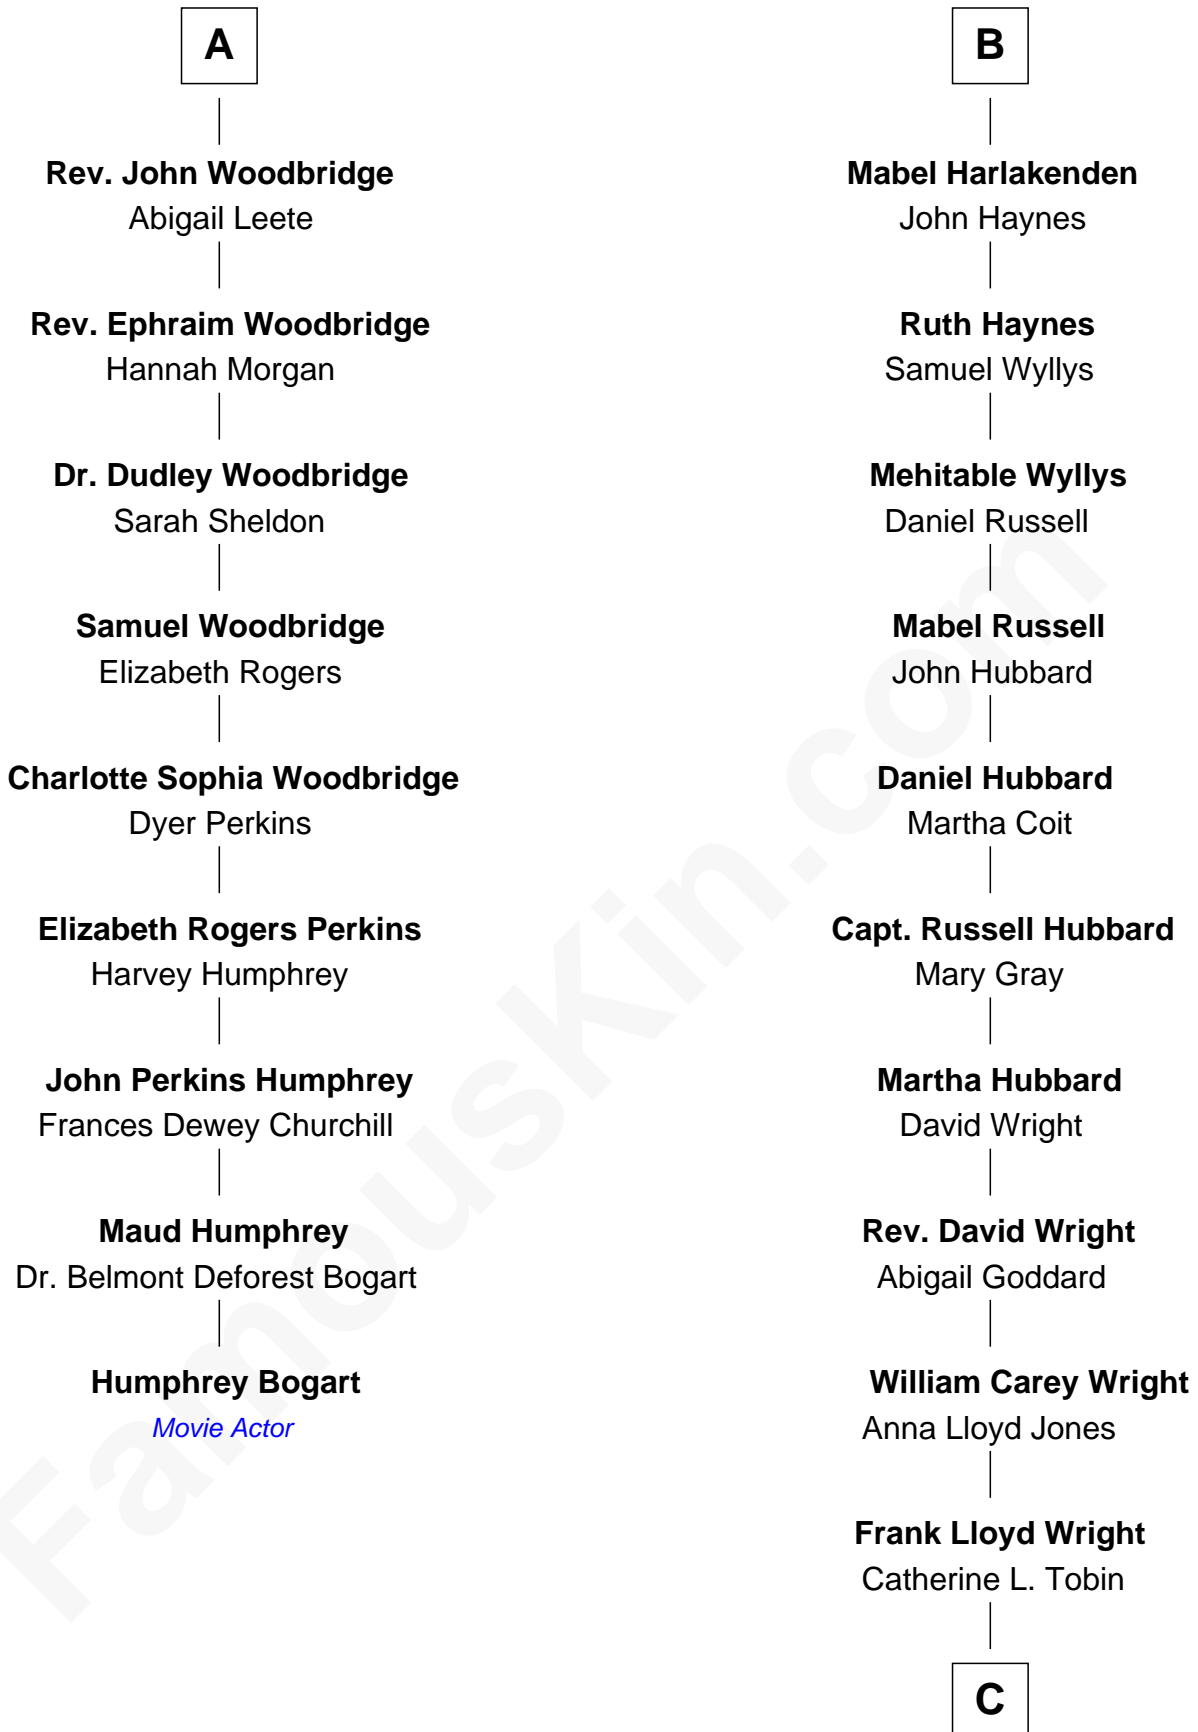 A
Rev. John Woodbridge
Abigail Leete
Rev. Ephraim Woodbridge
Hannah Morgan
Dr. Dudley Woodbridge
Sarah Sheldon
Samuel Woodbridge
Elizabeth Rogers
Charlotte Sophia Woodbridge
Dyer Perkins
Elizabeth Rogers Perkins
Harvey Humphrey
John Perkins Humphrey
Frances Dewey Churchill
Maud Humphrey
Dr. Belmont Deforest Bogart
Humphrey Bogart
Movie Actor
B
Mabel Harlakenden
John Haynes
Ruth Haynes
Samuel Wyllys
Mehitable Wyllys
Daniel Russell
Mabel Russell
John Hubbard
Daniel Hubbard
Martha Coit
Capt. Russell Hubbard
Mary Gray
Martha Hubbard
David Wright
Rev. David Wright
Abigail Goddard
William Carey Wright
Anna Lloyd Jones
Frank Lloyd Wright
Catherine L. Tobin
C
FamousKin.com